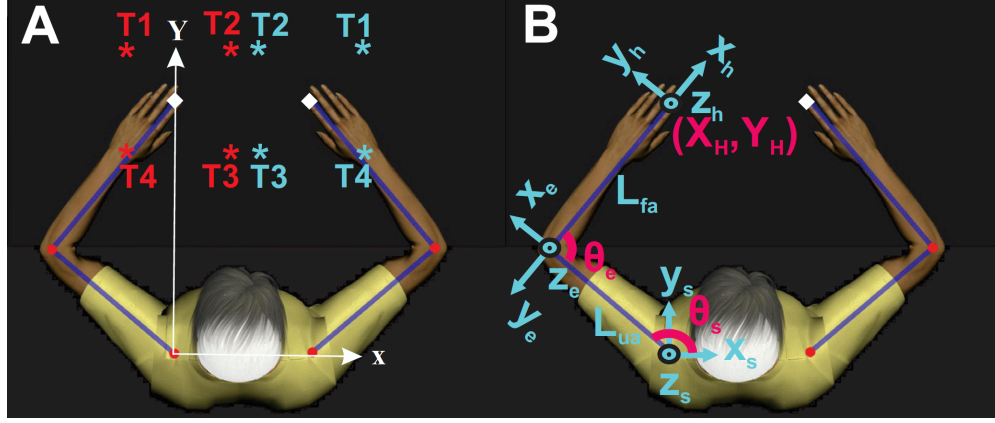 A
T1
Y
T2
T2
T1
T3
T3
T4
T4
x
B
y_h
x_h
z_h
(X_H, Y_H)
L_fa
x_e
θ_e
z_e
y_e
y_s
θ_s
L_ua
x_s
z_s